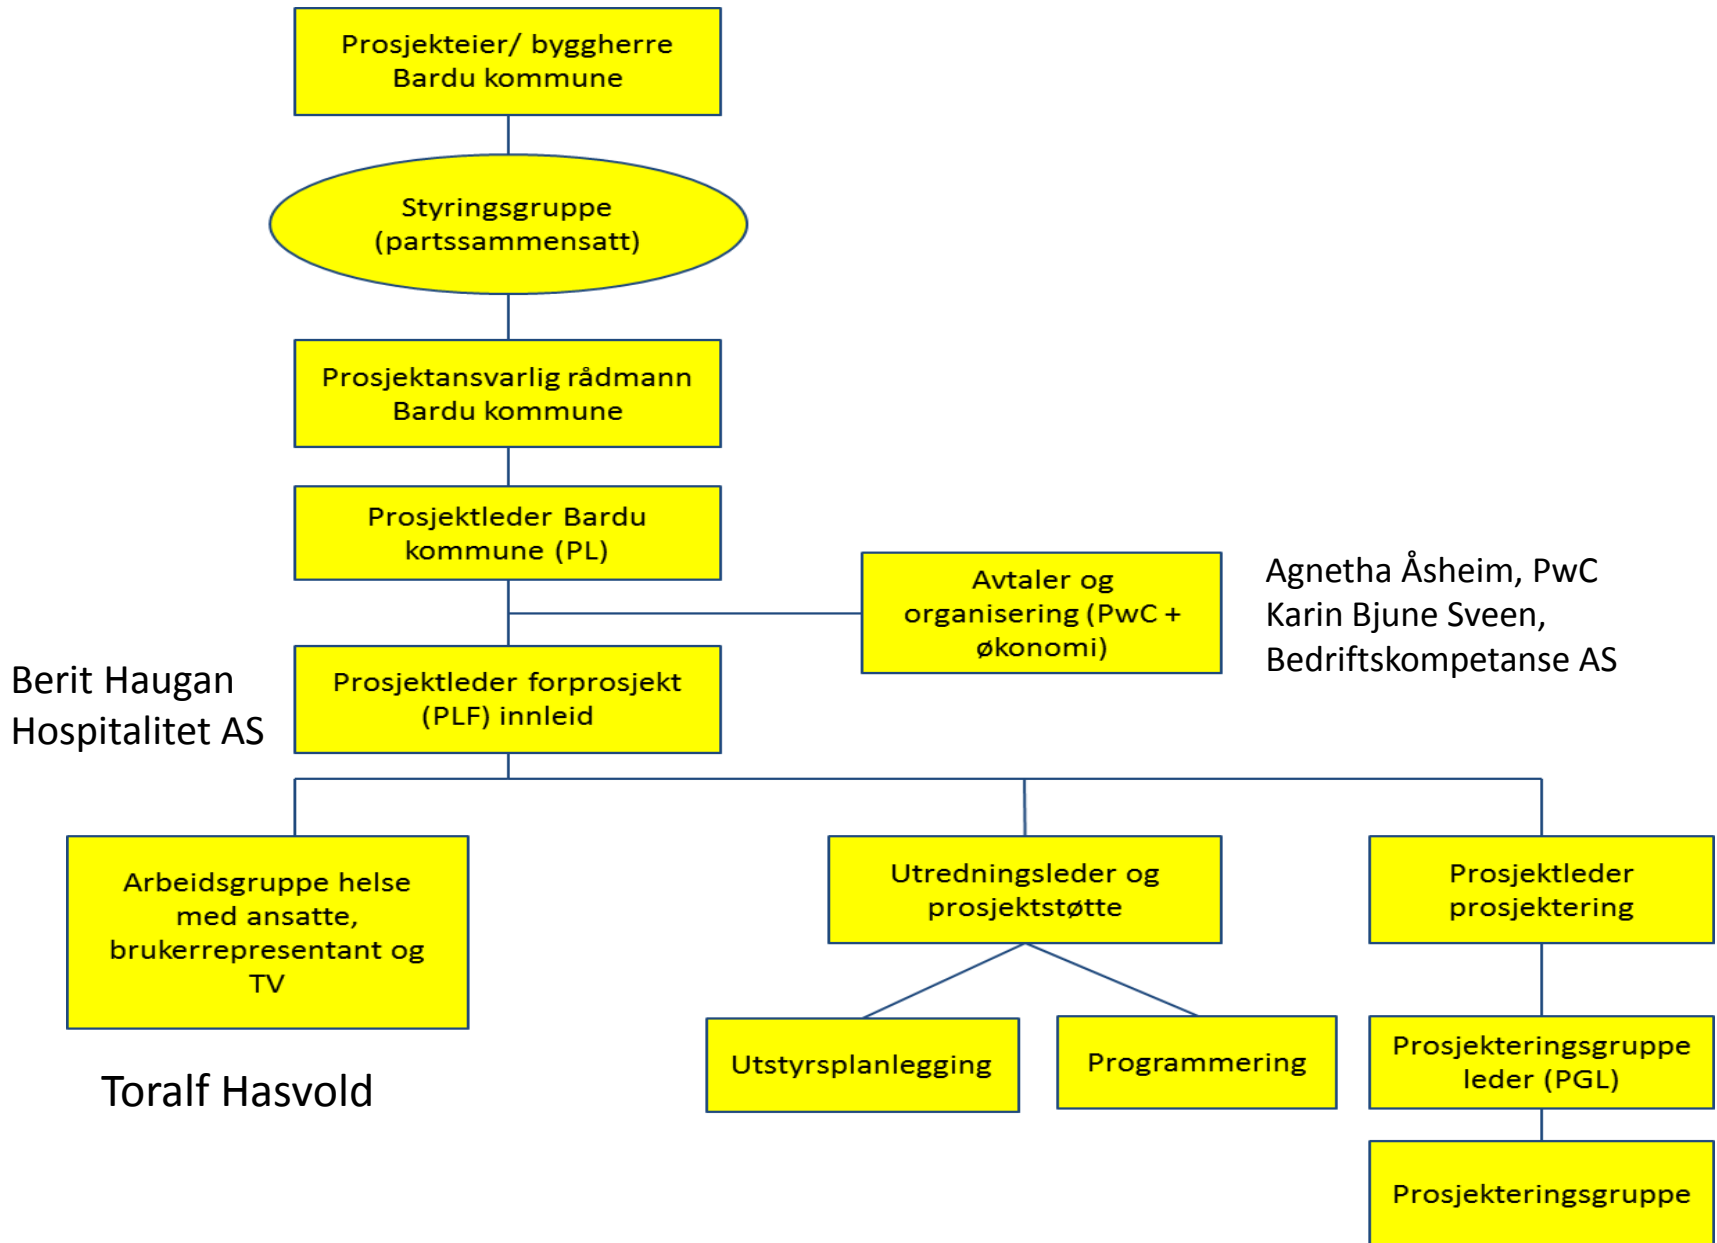 Prosjekteier/ byggherre
Bardu kommune
Styringsgruppe
(partssammensatt)
Prosjektansvarlig rådmann
Bardu kommune
Prosjektleder Bardu
kommune (PL)
Avtaler og
organisering (PwC +
økonomi)
Agnetha Åsheim, PwC
Karin Bjune Sveen,
Bedriftskompetanse AS
Berit Haugan
Hospitalitet AS
Prosjektleder forprosjekt
(PLF) innleid
Arbeidsgruppe helse
med ansatte,
brukerrepresentant og
TV
Toralf Hasvold
Utredningsleder og
prosjektstøtte
Utstyrsplanlegging
Programmering
Prosjektleder
prosjektering
Prosjekteringsgruppe
leder (PGL)
Prosjekteringsgruppe